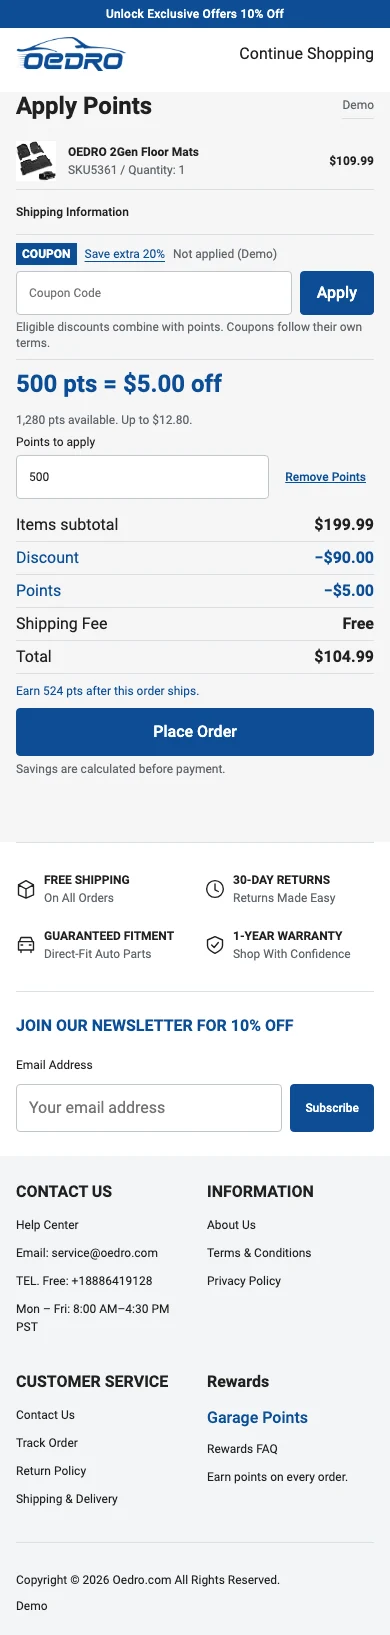 Unlock Exclusive Offers 10% Off
OEDRO
Continue Shopping
Apply Points
Demo
OEDRO 2Gen Floor Mats
$109.99
SKU5361 / Quantity: 1
Shipping Information
COUPON Save extra 20% Not applied (Demo)
Coupon Code
Apply
Eligible discounts combine with points. Coupons follow their own
terms.
500 pts = $5.00 off
1,280 pts available. Up to $12.80.
Points to apply
500
Remove Points
Items subtotal $199.99
Discount −$90.00
Points −$5.00
Shipping Fee Free
Total $104.99
Earn 524 pts after this order ships.
Place Order
Savings are calculated before payment.
FREE SHIPPING
On All Orders
30-DAY RETURNS
Returns Made Easy
GUARANTEED FITMENT
Direct-Fit Auto Parts
1-YEAR WARRANTY
Shop With Confidence
JOIN OUR NEWSLETTER FOR 10% OFF
Email Address
Your email address
Subscribe
CONTACT US
Help Center
Email: service@oedro.com
TEL. Free: +18886419128
Mon – Fri: 8:00 AM–4:30 PM
PST
INFORMATION
About Us
Terms & Conditions
Privacy Policy
CUSTOMER SERVICE
Contact Us
Track Order
Return Policy
Shipping & Delivery
Rewards
Garage Points
Rewards FAQ
Earn points on every order.
Copyright © 2026 Oedro.com All Rights Reserved.
Demo